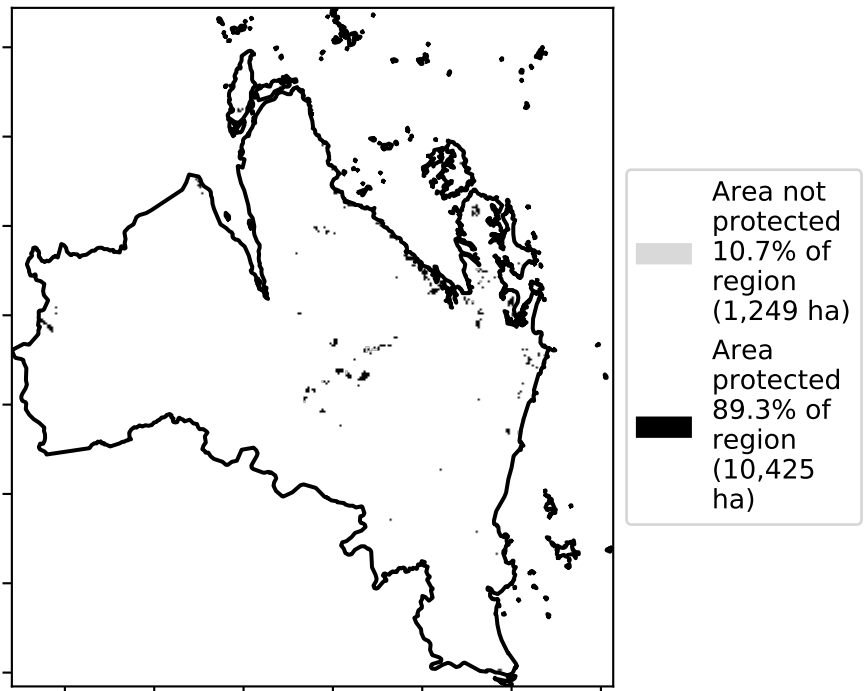 Area not
protected
10.7% of
region
(1,249 ha)
Area
protected
89.3% of
region
(10,425
ha)